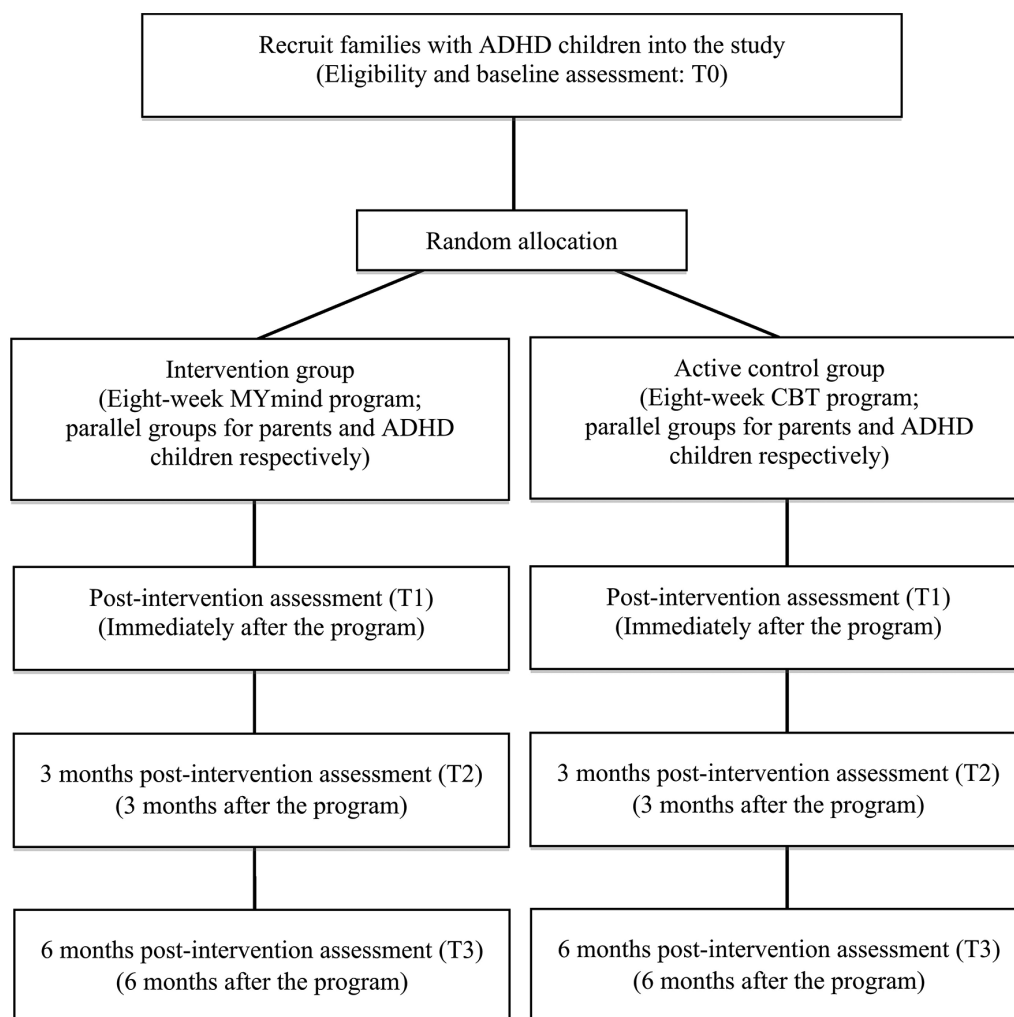 Recruit families with ADHD children into the study
(Eligibility and baseline assessment: T0)
Random allocation
Intervention group
(Eight-week MYmind program;
parallel groups for parents and ADHD
children respectively)
Active control group
(Eight-week CBT program;
parallel groups for parents and ADHD
children respectively)
Post-intervention assessment (T1)
(Immediately after the program)
Post-intervention assessment (T1)
(Immediately after the program)
3 months post-intervention assessment (T2)
(3 months after the program)
3 months post-intervention assessment (T2)
(3 months after the program)
6 months post-intervention assessment (T3)
(6 months after the program)
6 months post-intervention assessment (T3)
(6 months after the program)